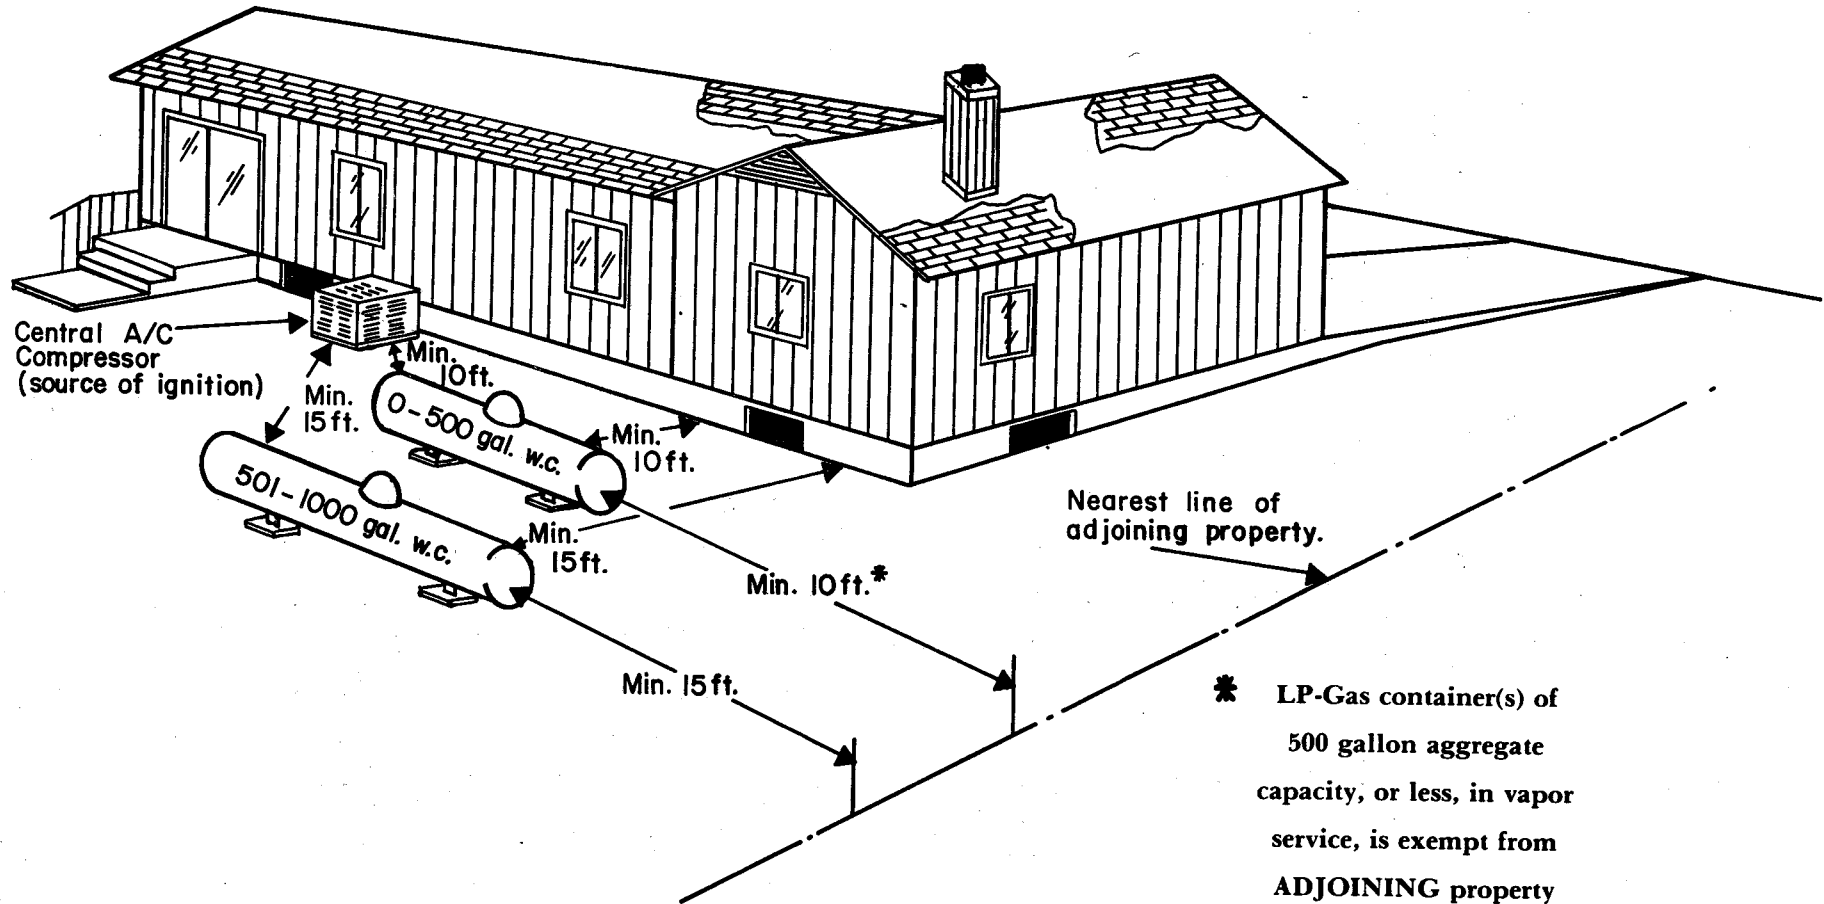 Central A/C
Compressor
(source of ignition)
Min.
10ft.
Min.
15ft.
0-500 gal. w.c.
Min.
10ft.
501-1000 gal. w.c.
Min.
15ft.
Nearest line of
adjoining property.
Min. 10ft.*
Min. 15ft.
* LP-Gas container(s) of
500 gallon aggregate
capacity, or less, in vapor
service, is exempt from
ADJOINING property